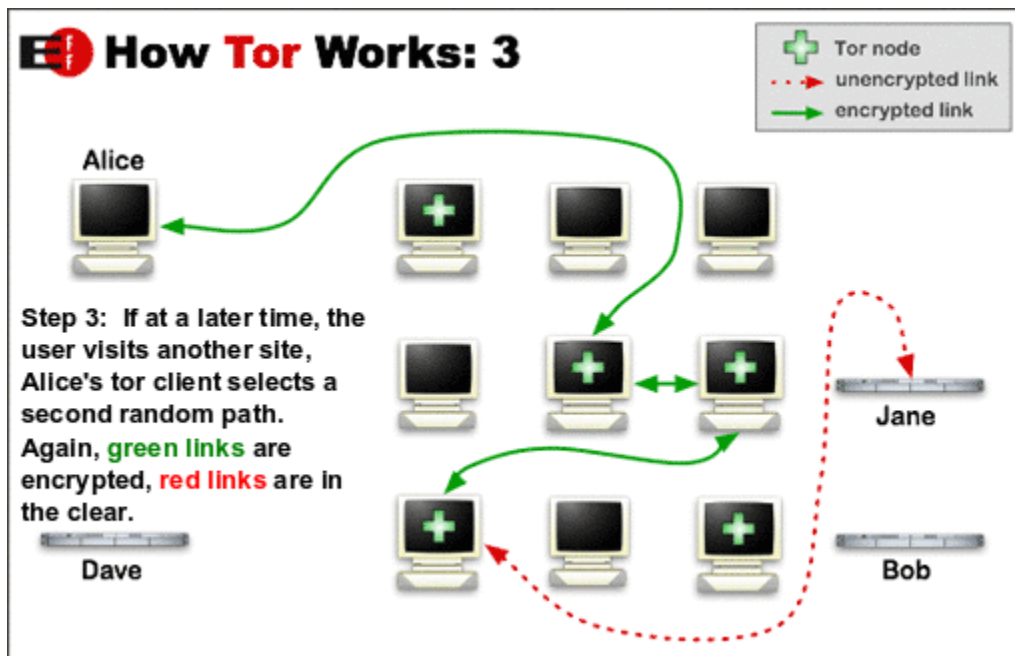 EFF How Tor Works: 3
Tor node
unencrypted link
encrypted link
Alice
Step 3: If at a later time, the
user visits another site,
Alice's tor client selects a
second random path.
Again, green links are
encrypted, red links are in
the clear.
Jane
Dave
Bob